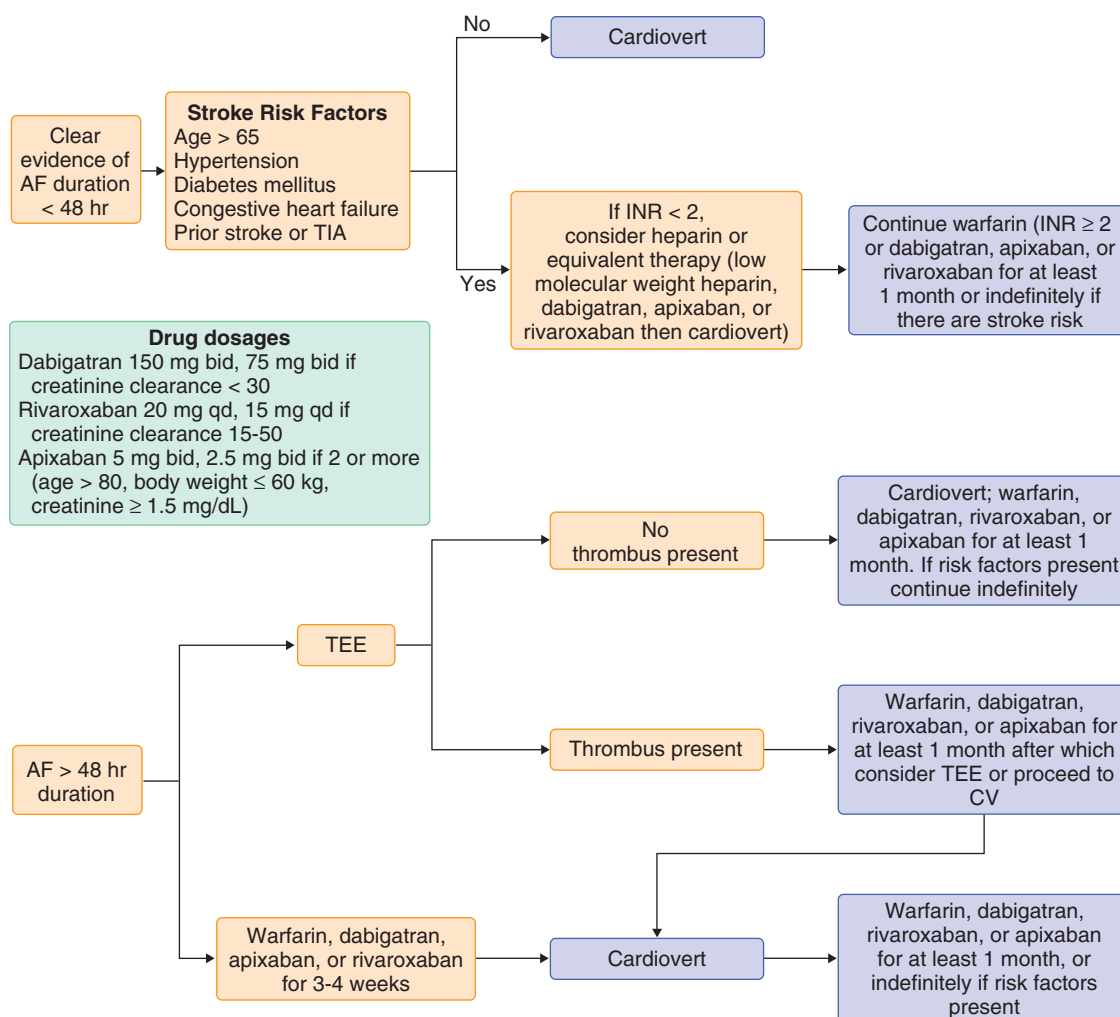 No
Cardiovert
Clear
evidence of
AF duration
< 48 hr
Stroke Risk Factors
Age > 65
Hypertension
Diabetes mellitus
Congestive heart failure
Prior stroke or TIA
Yes
If INR < 2,
consider heparin or
equivalent therapy (low
molecular weight heparin,
dabigatran, apixaban, or
rivaroxaban then cardiovert)
Continue warfarin (INR ≥ 2
or dabigatran, apixaban, or
rivaroxaban for at least
1 month or indefinitely if
there are stroke risk
Drug dosages
Dabigatran 150 mg bid, 75 mg bid if
creatinine clearance < 30
Rivaroxaban 20 mg qd, 15 mg qd if
creatinine clearance 15-50
Apixaban 5 mg bid, 2.5 mg bid if 2 or more
(age > 80, body weight ≤ 60 kg,
creatinine ≥ 1.5 mg/dL)
AF > 48 hr
duration
TEE
No
thrombus present
Cardiovert; warfarin,
dabigatran, rivaroxaban, or
apixaban for at least 1
month. If risk factors present
continue indefinitely
Thrombus present
Warfarin, dabigatran,
rivaroxaban, or apixaban for
at least 1 month after which
consider TEE or proceed to
CV
Warfarin, dabigatran,
apixaban, or rivaroxaban
for 3-4 weeks
Cardiovert
Warfarin, dabigatran,
rivaroxaban, or apixaban
for at least 1 month, or
indefinitely if risk factors
present